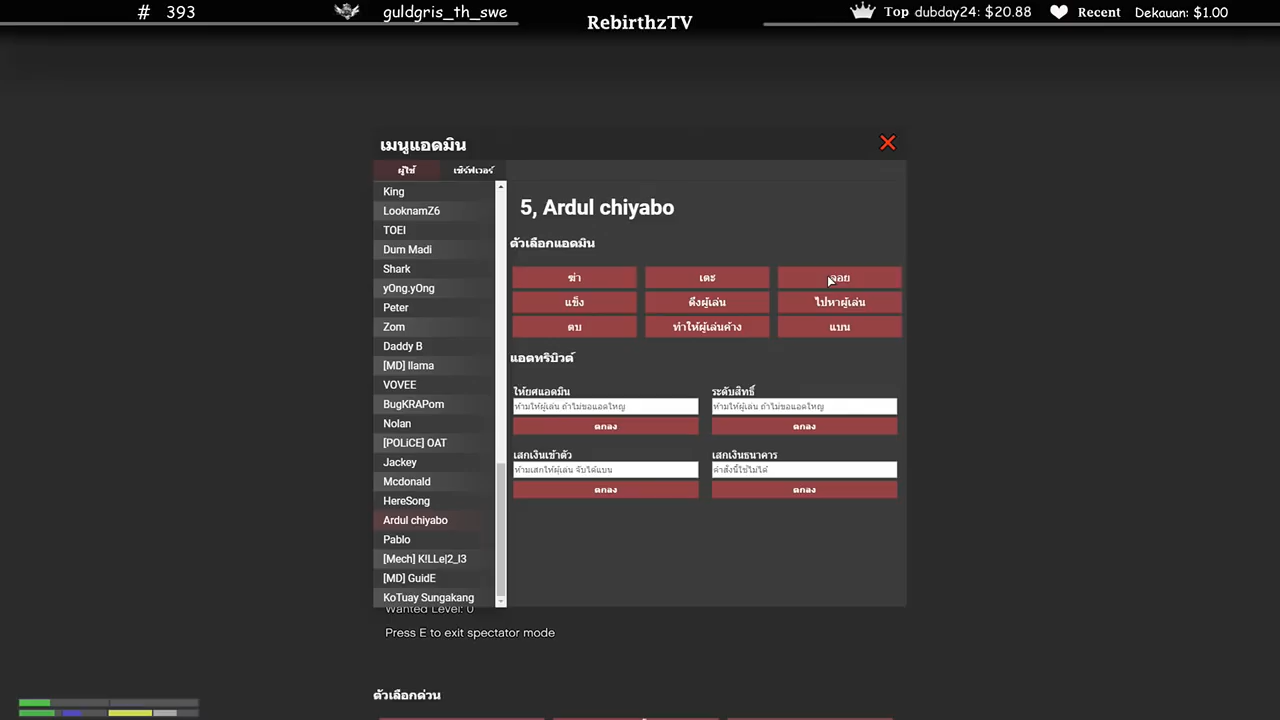 # 393
guldgris_th_swe
RebirthzTV
Top dubday24: $20.88
Recent Dekauan: $1.00
เมนูแอดมิน
ผู้ใช้
เซิร์ฟเวอร์
King
LooknamZ6
TOEI
Dum Madi
Shark
yOng.yOng
Peter
Zom
Daddy B
[MD] llama
VOVEE
BugKRAPom
Nolan
[POLiCE] OAT
Jackey
Mcdonald
HereSong
Ardul chiyabo
Pablo
[Mech] K!LLe|2_I3
[MD] GuidE
KoTuay Sungakang
5, Ardul chiyabo
ตัวเลือกแอดมิน
ฆ่า
เตะ
ลอย
แข็ง
ดึงผู้เล่น
ไปหาผู้เล่น
ตบ
ทำให้ผู้เล่นค้าง
แบน
แอตทริบิวต์
ให้ยศแอดมิน
ระดับสิทธิ์
ห้ามให้ผู้เล่น ถ้าไม่ขอแอดใหญ่
ห้ามให้ผู้เล่น ถ้าไม่ขอแอดใหญ่
ตกลง
ตกลง
เสกเงินเข้าตัว
เสกเงินธนาคาร
ห้ามเสกให้ผู้เล่น จับได้แบน
คำสั่งนี้ใช้ไม่ได้
ตกลง
ตกลง
Wanted Level: 0
Press E to exit spectator mode
ตัวเลือกด่วน